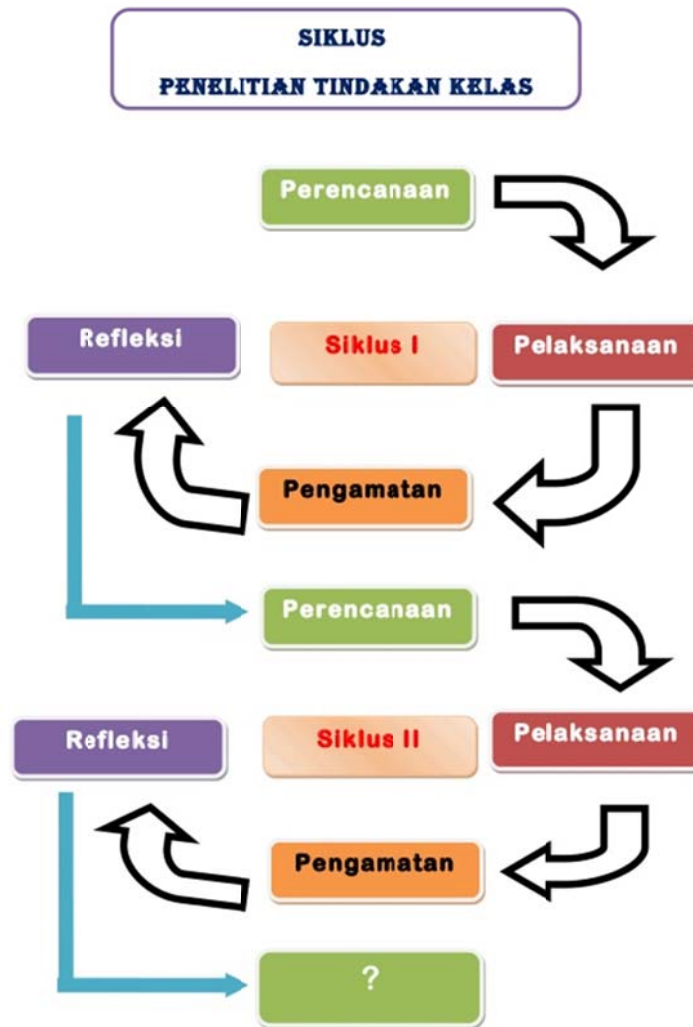 SIKLUS
PENELITIAN TINDAKAN KELAS
Perencanaan
Refleksi
Siklus I
Pelaksanaan
Pengamatan
Perencanaan
Refleksi
Siklus II
Pelaksanaan
Pengamatan
?